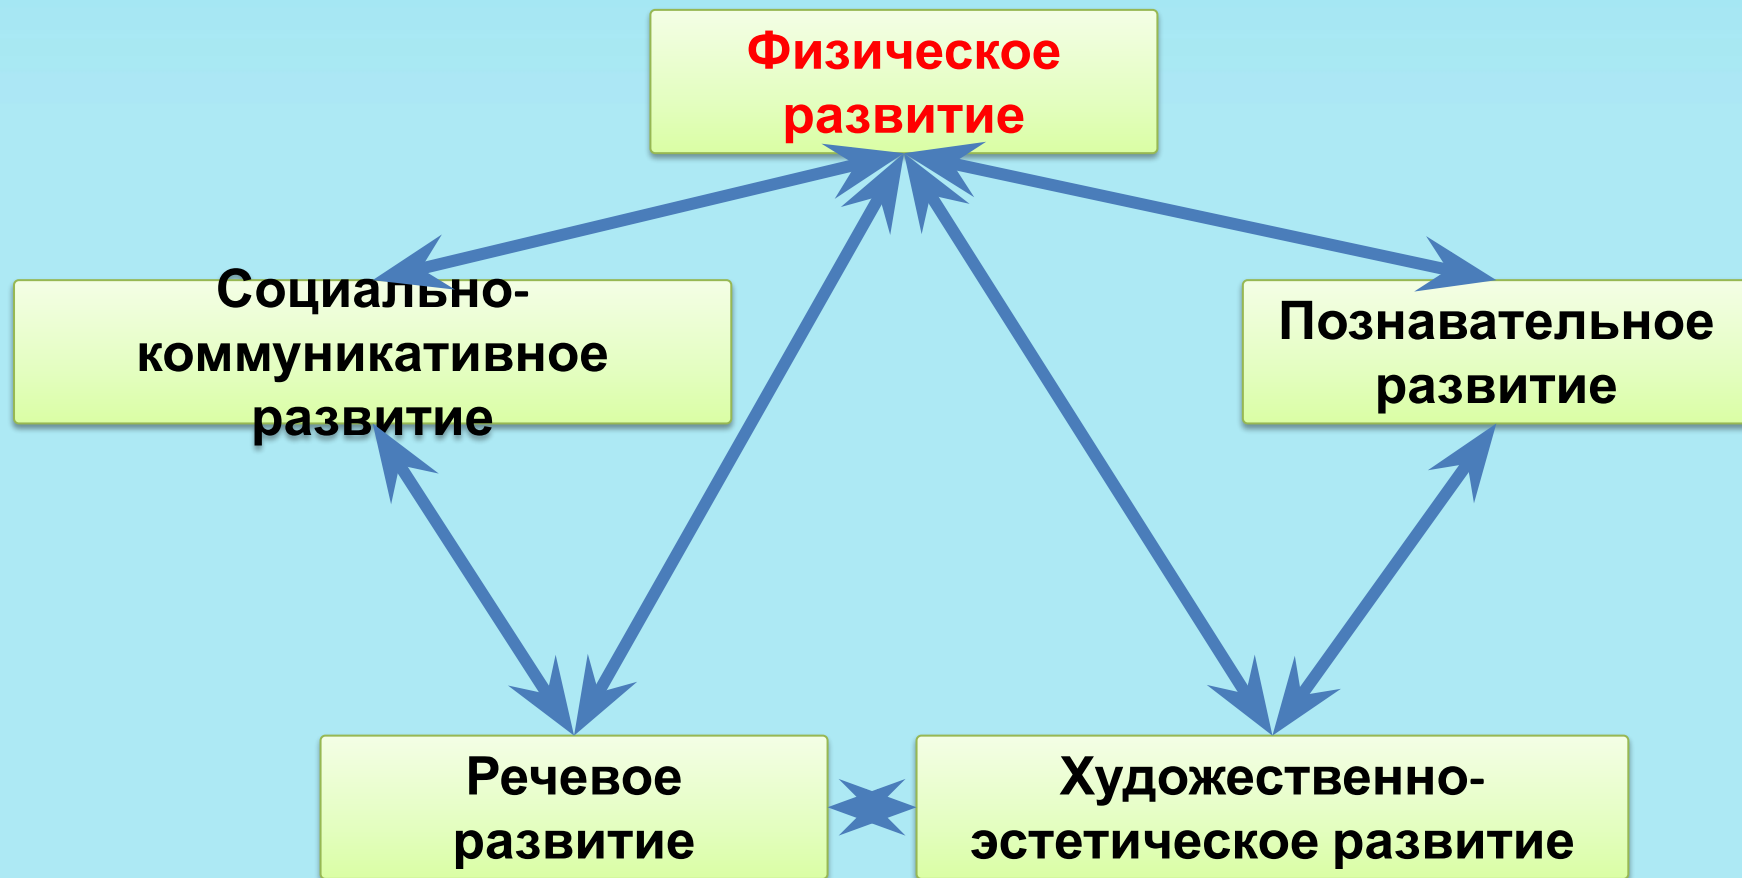 Физическое
развитие
Социально-
коммуникативное
развитие
Познавательное
развитие
Речевое
развитие
Художественно-
эстетическое развитие